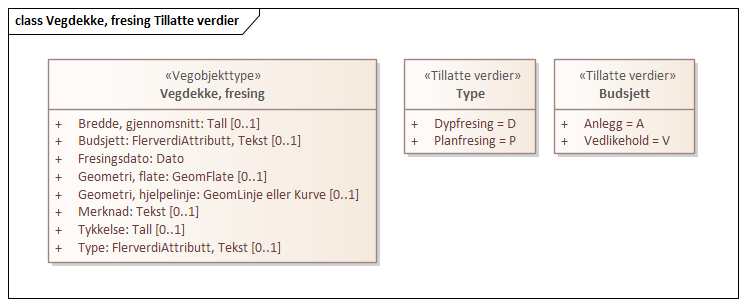 class Vegdekke, fresing Tillatte verdier
«Vegobjekttype»
Vegdekke, fresing
+ Bredde, gjennomsnitt: Tall [0..1]
+ Budsjett: FlerverdiAttributt, Tekst [0..1]
+ Fresingsdato: Dato
+ Geometri, flate: GeomFlate [0..1]
+ Geometri, hjelpelinje: GeomLinje eller Kurve [0..1]
+ Merknad: Tekst [0..1]
+ Tykkelse: Tall [0..1]
+ Type: FlerverdiAttributt, Tekst [0..1]
«Tillatte verdier»
Type
+ Dypfresing = D
+ Planfresing = P
«Tillatte verdier»
Budsjett
+ Anlegg = A
+ Vedlikehold = V